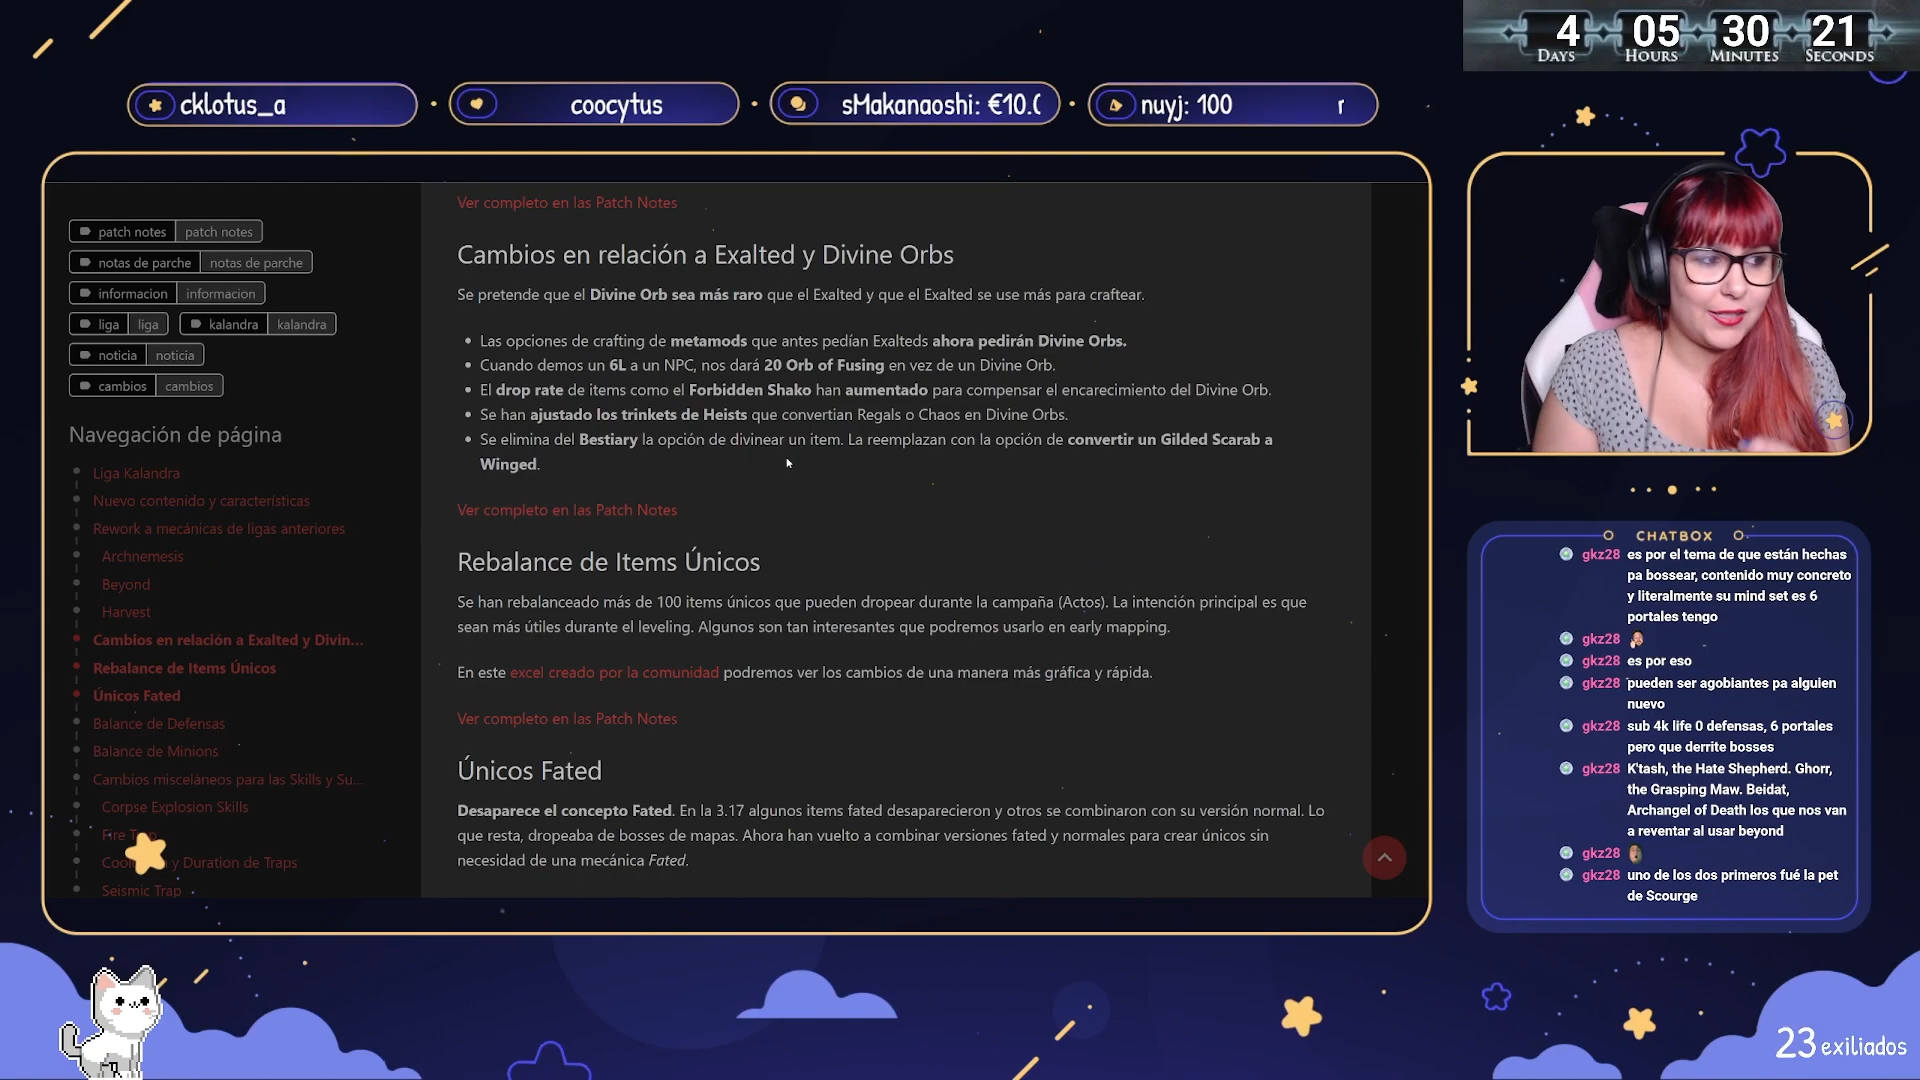 4 05 30 21
DAYS HOURS MINUTES SECONDS
cklotus_a
coocytus
sMakanaoshi: €10.(
nuyj: 100 r
patch notes patch notes
notas de parche notas de parche
informacion informacion
liga liga kalandra kalandra
noticia noticia
cambios cambios
Navegación de página
Liga Kalandra
Nuevo contenido y características
Rework a mecánicas de ligas anteriores
Archnemesis
Beyond
Harvest
Cambios en relación a Exalted y Divin...
Rebalance de Items Únicos
Únicos Fated
Balance de Defensas
Balance de Minions
Cambios misceláneos para las Skills y Su...
Corpse Explosion Skills
Fire
y Duration de Traps
Seismic Trap
Ver completo en las Patch Notes
Cambios en relación a Exalted y Divine Orbs
Se pretende que el Divine Orb sea más raro que el Exalted y que el Exalted se use más para craftear.
Las opciones de crafting de metamods que antes pedían Exalteds ahora pedirán Divine Orbs.
Cuando demos un 6L a un NPC, nos dará 20 Orb of Fusing en vez de un Divine Orb.
El drop rate de items como el Forbidden Shako han aumentado para compensar el encarecimiento del Divine Orb.
Se han ajustado los trinkets de Heists que convertian Regals o Chaos en Divine Orbs.
Se elimina del Bestiary la opción de divinear un item. La reemplazan con la opción de convertir un Gilded Scarab a
Winged.
Ver completo en las Patch Notes
Rebalance de Items Únicos
Se han rebalanceado más de 100 items únicos que pueden dropear durante la campaña (Actos). La intención principal es que
sean más útiles durante el leveling. Algunos son tan interesantes que podremos usarlo en early mapping.
En este excel creado por la comunidad podremos ver los cambios de una manera más gráfica y rápida.
Ver completo en las Patch Notes
Únicos Fated
Desaparece el concepto Fated. En la 3.17 algunos items fated desaparecieron y otros se combinaron con su versión normal. Lo
que resta, dropeaba de bosses de mapas. Ahora han vuelto a combinar versiones fated y normales para crear únicos sin
necesidad de una mecánica Fated.
CHATBOX
gkz28 es por el tema de que están hechas
pa bossear, contenido muy concreto
y literalmente su mind set es 6
portales tengo
gkz28
gkz28 es por eso
gkz28 pueden ser agobiantes pa alguien
nuevo
gkz28 sub 4k life 0 defensas, 6 portales
pero que derrite bosses
gkz28 K'tash, the Hate Shepherd. Ghorr,
the Grasping Maw. Beidat,
Archangel of Death los que nos van
a reventar al usar beyond
gkz28
gkz28 uno de los dos primeros fué la pet
de Scourge
23 exiliados